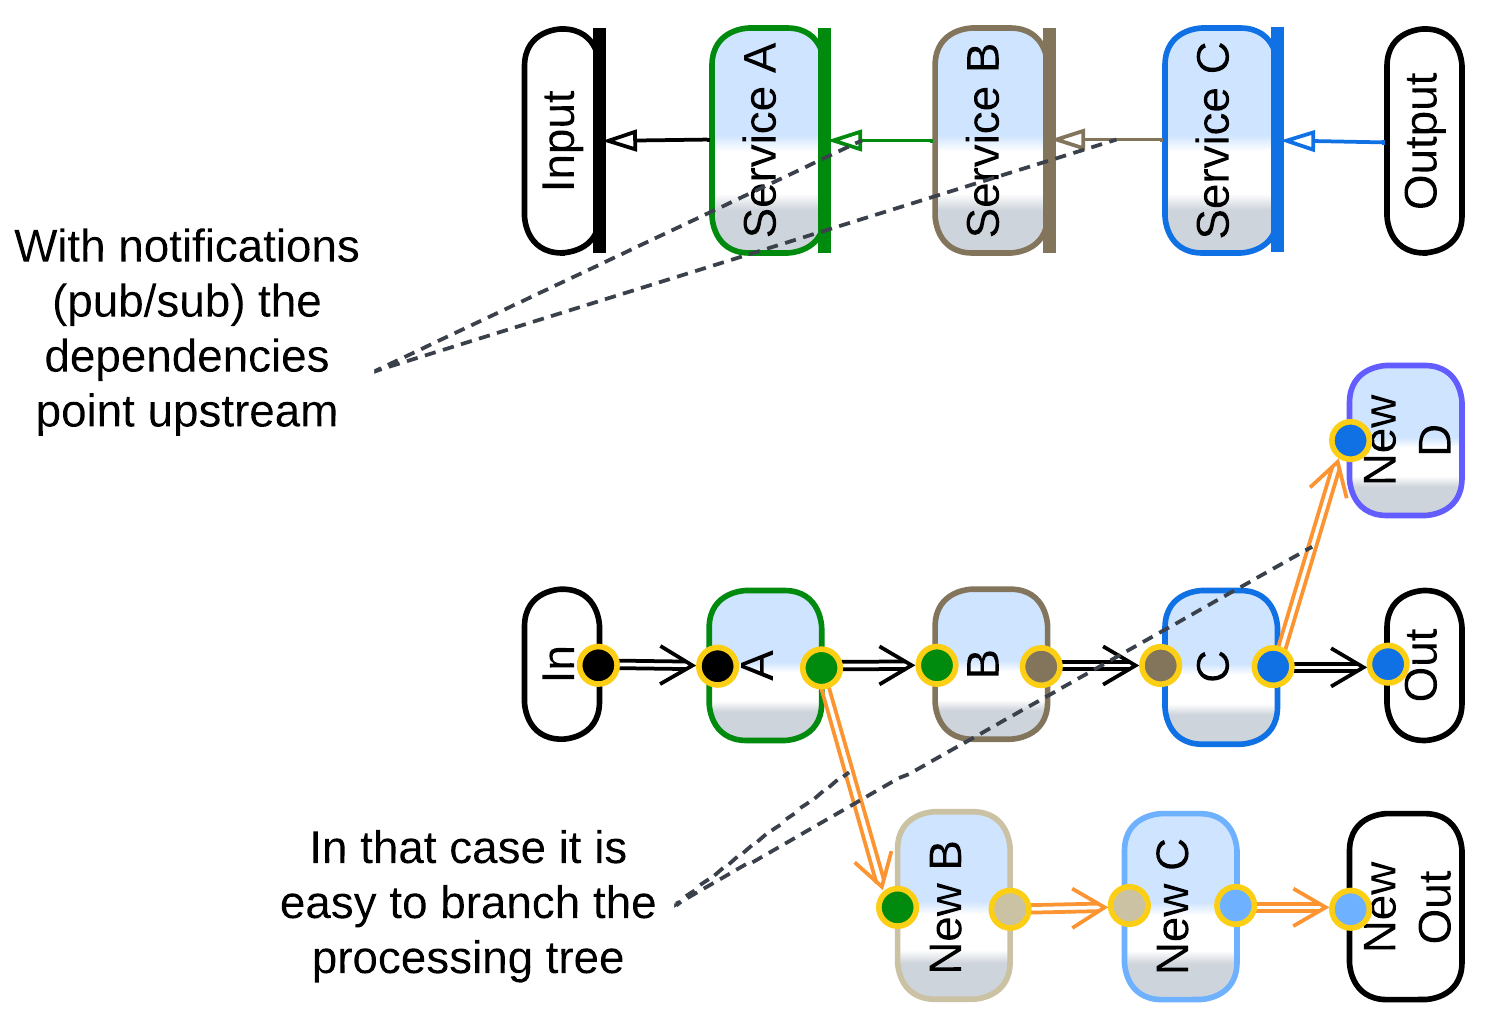 Input
Service A
Service B
Service C
Output
With notifications
(pub/sub) the
dependencies
point upstream
New
D
In
A
B
C
Out
In that case it is
easy to branch the
processing tree
New B
New C
New
Out